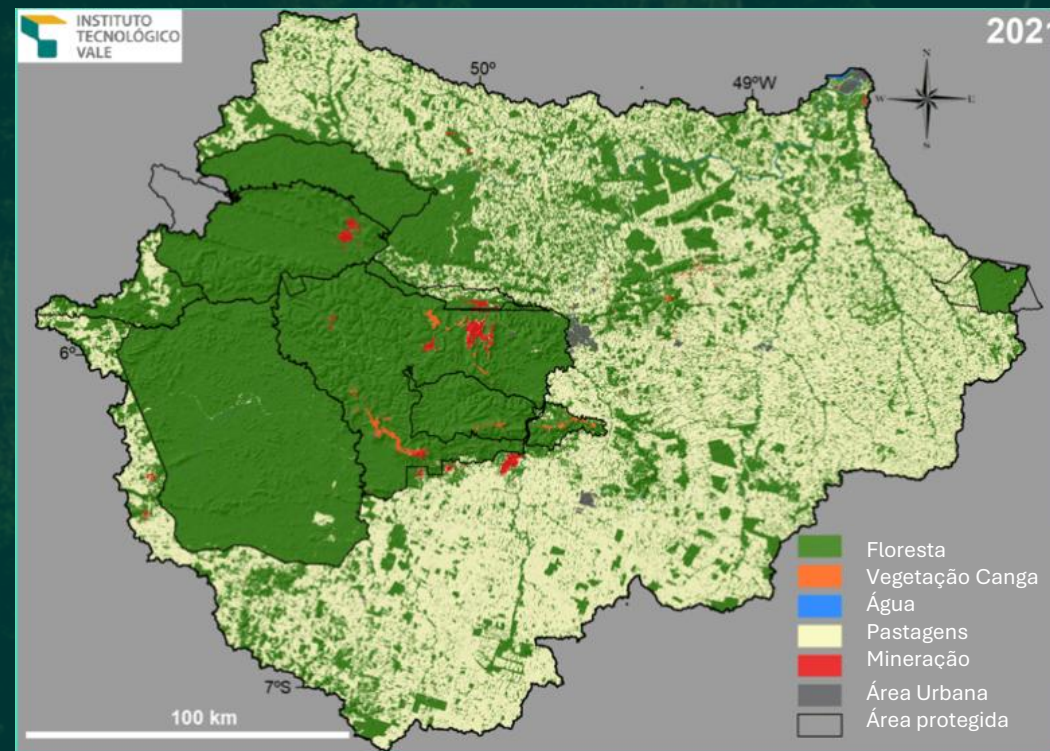 INSTITUTO
TECNOLÓGICO
VALE
2021
50º
49ºW
N
W
E
S
6º
7ºS
100 km
Floresta
Vegetação Canga
Água
Pastagens
Mineração
Área Urbana
Área protegida